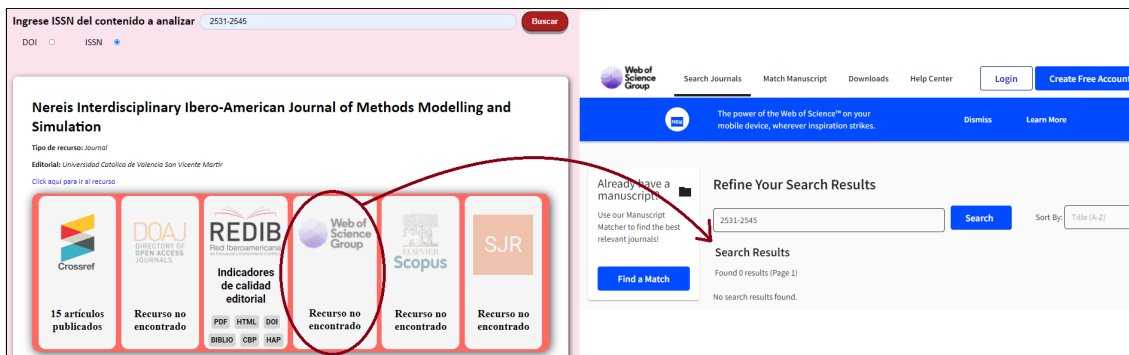 Ingrese ISSN del contenido a analizar
2531-2545
Buscar
DOI
ISSN
Nereis Interdisciplinary Ibero-American Journal of Methods Modelling and
Simulation
Tipo de recurso: Journal
Editorial: Universidad Catolica de Valencia San Vicente Martir
Click aqui para ir al recurso
Crossref
15 artículos
publicados
DOAJ
DIRECTORY OF
OPEN ACCESS
JOURNALS
Recurso no
encontrado
REDIB
Red Iberoamericana
de Innovación y Conocimiento Científico
Indicadores
de calidad
editorial
PDF HTML DOI
BIBLIO CBP HAP
Web of
Science
Group
Recurso no
encontrado
ELSEVIER
Scopus
Recurso no
encontrado
SJR
Recurso no
encontrado
Web of
Science
Group
Search Journals
Match Manuscript
Downloads
Help Center
Login
Create Free Account
NEW
The power of the Web of Science™ on your
mobile device, wherever inspiration strikes.
Dismiss
Learn More
Already have a
manuscript?
Use our Manuscript
Matcher to find the best
relevant journals!
Find a Match
Refine Your Search Results
2531-2545
Search
Sort By:
Title (A-Z)
Search Results
Found 0 results (Page 1)
No search results found.